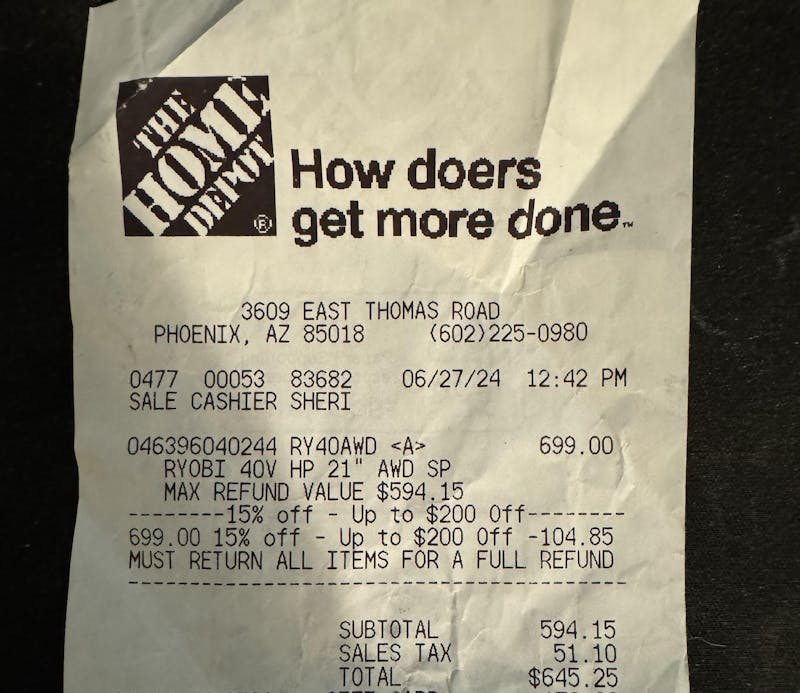 THE
HOME
DEPOT
®
How doers
get more done™
3609 EAST THOMAS ROAD
PHOENIX, AZ 85018 (602)225-0980
0477 00053 83682 06/27/24 12:42 PM
SALE CASHIER SHERI
046396040244 RY40AWD <A> 699.00
RYOBI 40V HP 21" AWD SP
MAX REFUND VALUE $594.15
--------15% off - Up to $200 Off--------
699.00 15% off - Up to $200 Off -104.85
MUST RETURN ALL ITEMS FOR A FULL REFUND
----------------------------------------
SUBTOTAL 594.15
SALES TAX 51.10
TOTAL $645.25